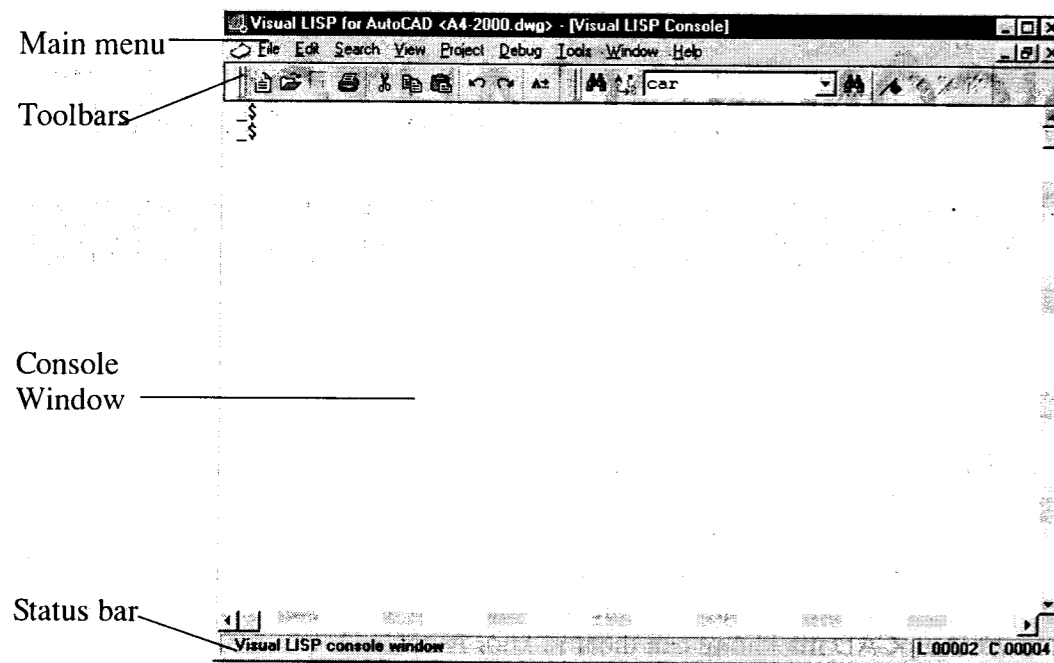 Visual LISP for AutoCAD <A4-2000.dwg> - [Visual LISP Console]
Main menu
File Edit Search View Project Debug Tools Window Help
car
Toolbars
_$
_$
Console
Window
Status bar
Visual LISP console window
L 00002 C 00004